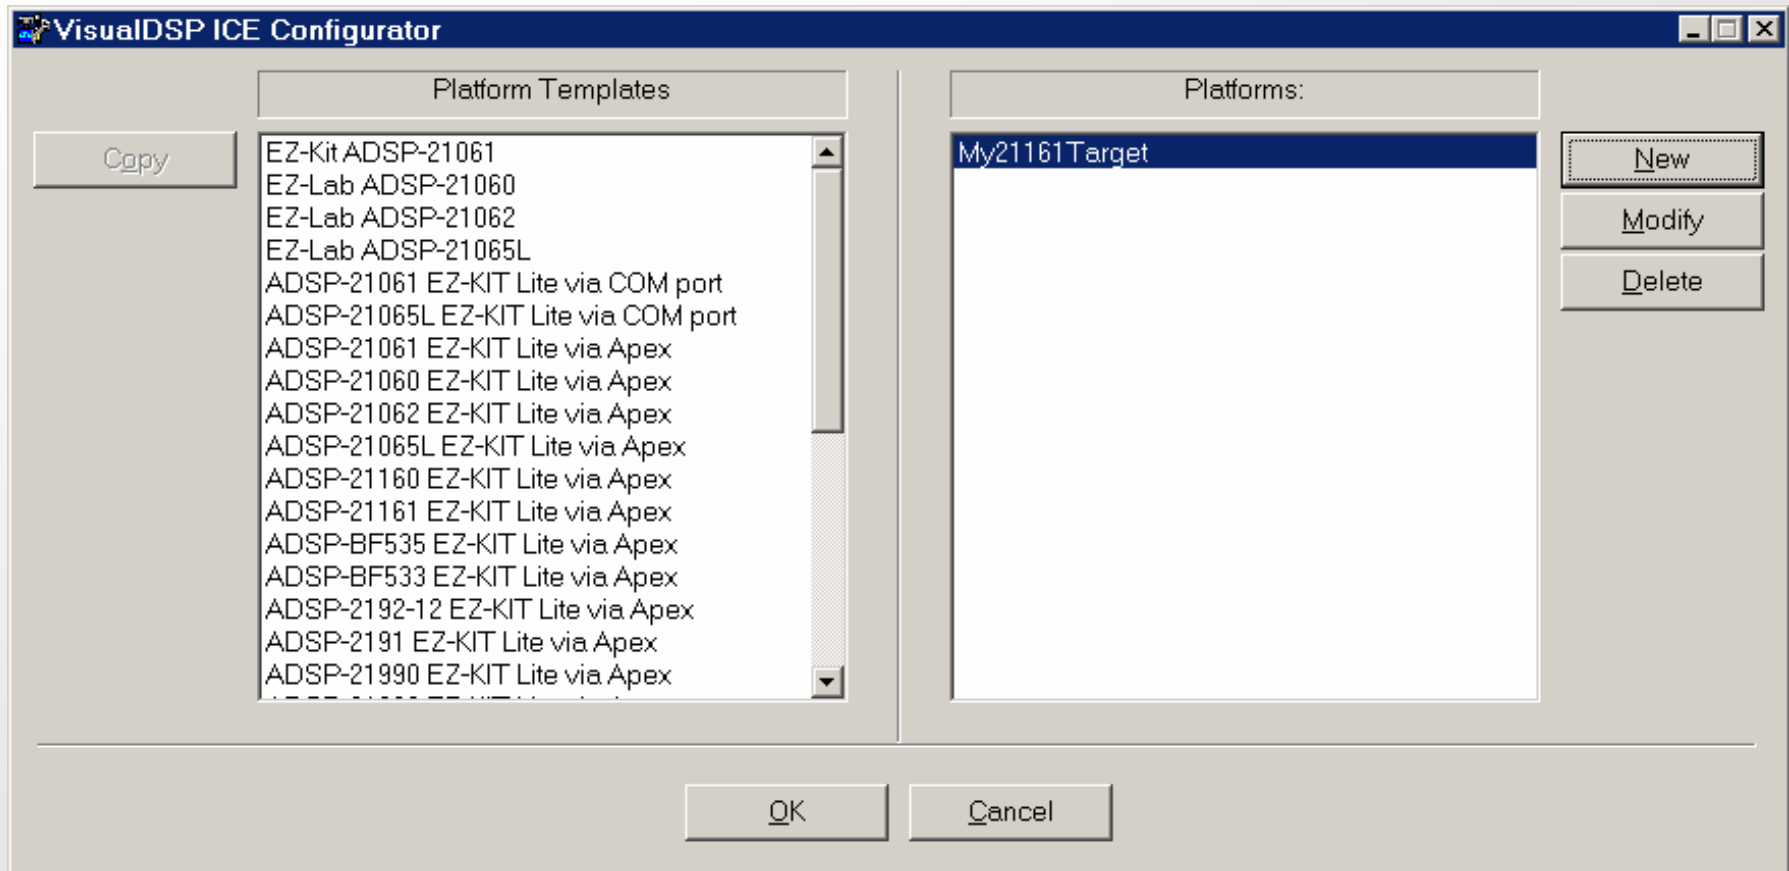 VisualDSP ICE Configurator
Platform Templates
Platforms:
Copy
EZ-Kit ADSP-21061
EZ-Lab ADSP-21060
EZ-Lab ADSP-21062
EZ-Lab ADSP-21065L
ADSP-21061 EZ-KIT Lite via COM port
ADSP-21065L EZ-KIT Lite via COM port
ADSP-21061 EZ-KIT Lite via Apex
ADSP-21060 EZ-KIT Lite via Apex
ADSP-21062 EZ-KIT Lite via Apex
ADSP-21065L EZ-KIT Lite via Apex
ADSP-21160 EZ-KIT Lite via Apex
ADSP-21161 EZ-KIT Lite via Apex
ADSP-BF535 EZ-KIT Lite via Apex
ADSP-BF533 EZ-KIT Lite via Apex
ADSP-2192-12 EZ-KIT Lite via Apex
ADSP-2191 EZ-KIT Lite via Apex
ADSP-21990 EZ-KIT Lite via Apex
My21161Target
New
Modify
Delete
OK
Cancel